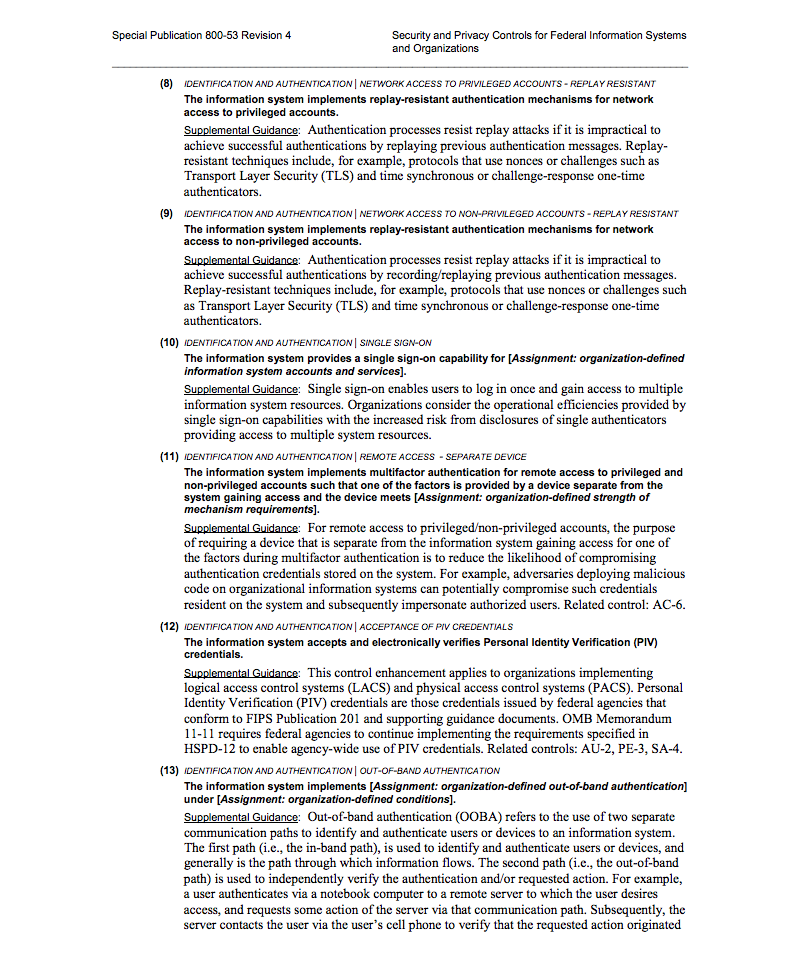 Special Publication 800-53 Revision 4
Security and Privacy Controls for Federal Information Systems
and Organizations
(8) IDENTIFICATION AND AUTHENTICATION | NETWORK ACCESS TO PRIVILEGED ACCOUNTS - REPLAY RESISTANT
The information system implements replay-resistant authentication mechanisms for network
access to privileged accounts.
Supplemental Guidance: Authentication processes resist replay attacks if it is impractical to
achieve successful authentications by replaying previous authentication messages. Replay-
resistant techniques include, for example, protocols that use nonces or challenges such as
Transport Layer Security (TLS) and time synchronous or challenge-response one-time
authenticators.
(9) IDENTIFICATION AND AUTHENTICATION | NETWORK ACCESS TO NON-PRIVILEGED ACCOUNTS - REPLAY RESISTANT
The information system implements replay-resistant authentication mechanisms for network
access to non-privileged accounts.
Supplemental Guidance: Authentication processes resist replay attacks if it is impractical to
achieve successful authentications by recording/replaying previous authentication messages.
Replay-resistant techniques include, for example, protocols that use nonces or challenges such
as Transport Layer Security (TLS) and time synchronous or challenge-response one-time
authenticators.
(10) IDENTIFICATION AND AUTHENTICATION | SINGLE SIGN-ON
The information system provides a single sign-on capability for [Assignment: organization-defined
information system accounts and services].
Supplemental Guidance: Single sign-on enables users to log in once and gain access to multiple
information system resources. Organizations consider the operational efficiencies provided by
single sign-on capabilities with the increased risk from disclosures of single authenticators
providing access to multiple system resources.
(11) IDENTIFICATION AND AUTHENTICATION | REMOTE ACCESS - SEPARATE DEVICE
The information system implements multifactor authentication for remote access to privileged and
non-privileged accounts such that one of the factors is provided by a device separate from the
system gaining access and the device meets [Assignment: organization-defined strength of
mechanism requirements].
Supplemental Guidance: For remote access to privileged/non-privileged accounts, the purpose
of requiring a device that is separate from the information system gaining access for one of
the factors during multifactor authentication is to reduce the likelihood of compromising
authentication credentials stored on the system. For example, adversaries deploying malicious
code on organizational information systems can potentially compromise such credentials
resident on the system and subsequently impersonate authorized users. Related control: AC-6.
(12) IDENTIFICATION AND AUTHENTICATION | ACCEPTANCE OF PIV CREDENTIALS
The information system accepts and electronically verifies Personal Identity Verification (PIV)
credentials.
Supplemental Guidance: This control enhancement applies to organizations implementing
logical access control systems (LACS) and physical access control systems (PACS). Personal
Identity Verification (PIV) credentials are those credentials issued by federal agencies that
conform to FIPS Publication 201 and supporting guidance documents. OMB Memorandum
11-11 requires federal agencies to continue implementing the requirements specified in
HSPD-12 to enable agency-wide use of PIV credentials. Related controls: AU-2, PE-3, SA-4.
(13) IDENTIFICATION AND AUTHENTICATION | OUT-OF-BAND AUTHENTICATION
The information system implements [Assignment: organization-defined out-of-band authentication]
under [Assignment: organization-defined conditions].
Supplemental Guidance: Out-of-band authentication (OOBA) refers to the use of two separate
communication paths to identify and authenticate users or devices to an information system.
The first path (i.e., the in-band path), is used to identify and authenticate users or devices, and
generally is the path through which information flows. The second path (i.e., the out-of-band
path) is used to independently verify the authentication and/or requested action. For example,
a user authenticates via a notebook computer to a remote server to which the user desires
access, and requests some action of the server via that communication path. Subsequently, the
server contacts the user via the user’s cell phone to verify that the requested action originated